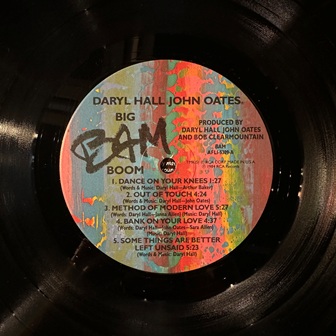 DARYL HALL JOHN OATES.
BIG
BAM
BOOM
PRODUCED BY
DARYL HALL, JOHN OATES
AND BOB CLEARMOUNTAIN
BAM
AFL1-5309-A
1. DANCE ON YOUR KNEES 1:27
(Words & Music: Daryl Hall—Arthur Baker)
2. OUT OF TOUCH 4:24
(Words & Music: Daryl Hall—John Oates)
3. METHOD OF MODERN LOVE 5:27
(Words: Daryl Hall—Janna Allen) (Music: Daryl Hall)
4. BANK ON YOUR LOVE 4:37
(Words: Daryl Hall—John Oates—Sara Allen)
(Music: Daryl Hall)
5. SOME THINGS ARE BETTER
LEFT UNSAID 5:23
(Words & Music: Daryl Hall)